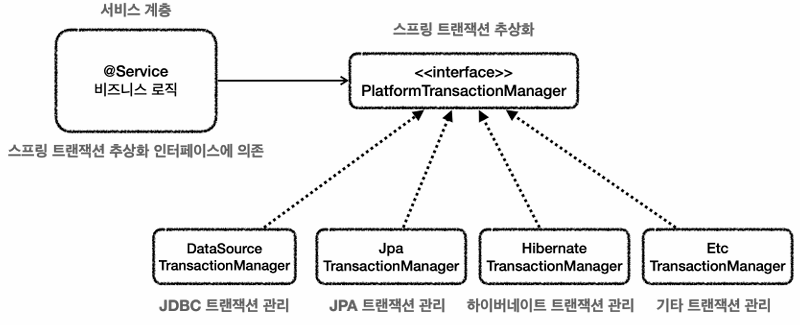 서비스 계층
스프링 트랜잭션 추상화
@Service
비즈니스 로직
<<interface>>
PlatformTransactionManager
스프링 트랜잭션 추상화 인터페이스에 의존
DataSource
TransactionManager
Jpa
TransactionManager
Hibernate
TransactionManager
Etc
TransactionManager
JDBC 트랜잭션 관리
JPA 트랜잭션 관리
하이버네이트 트랜잭션 관리
기타 트랜잭션 관리